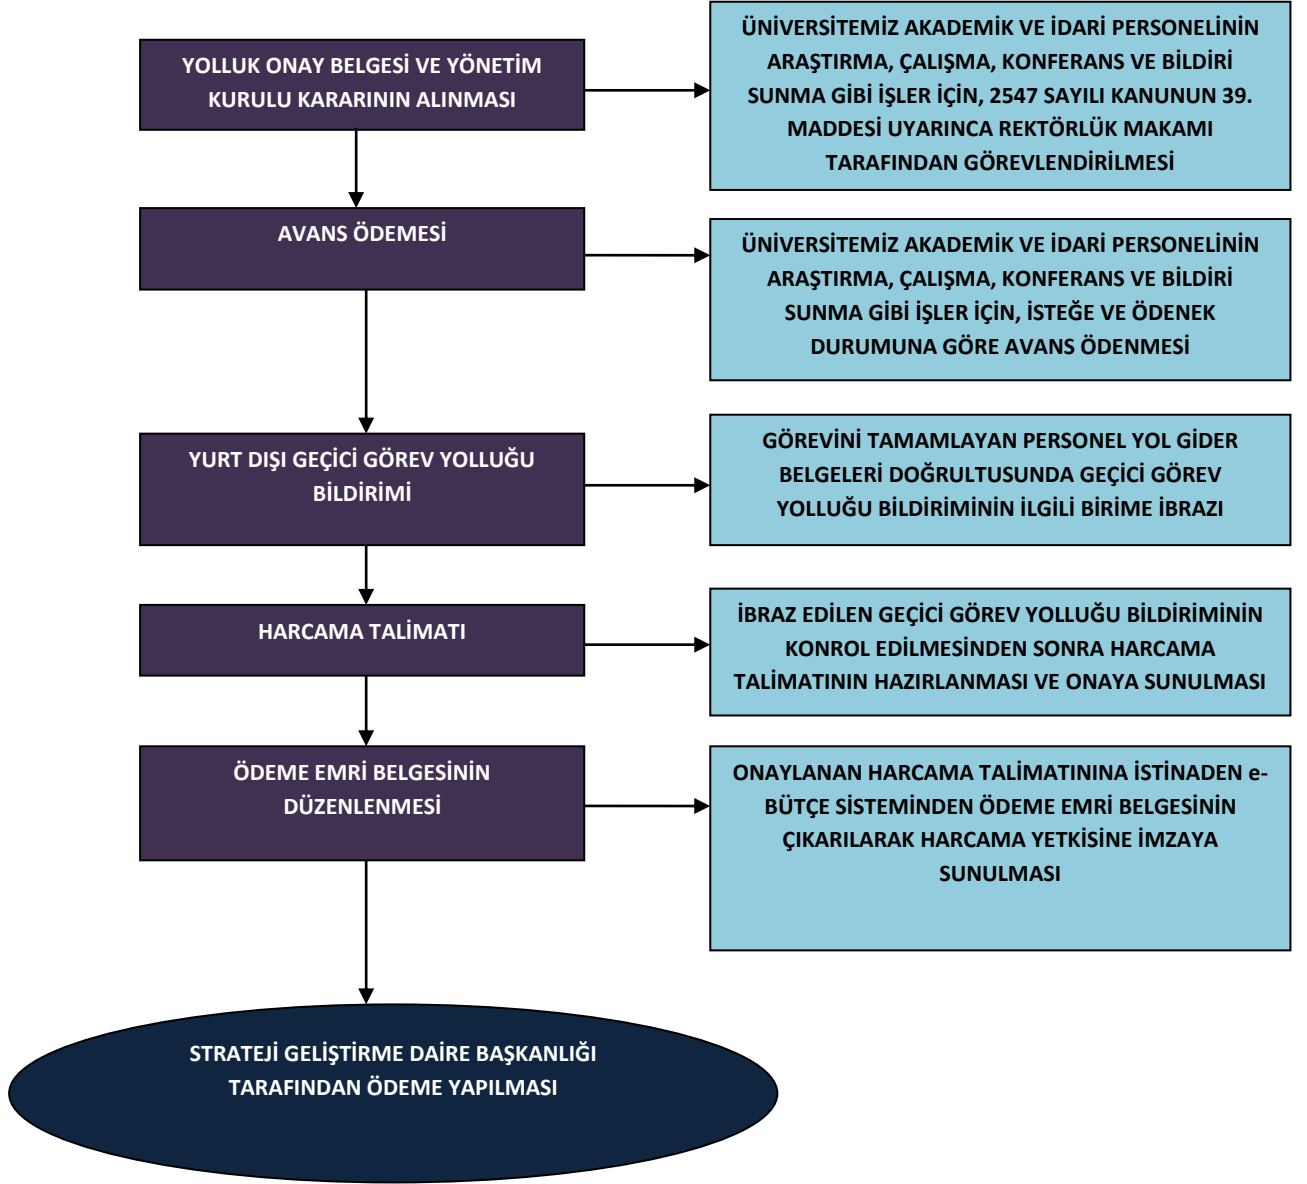 YOLLUK ONAY BELGESİ VE YÖNETİM
KURULU KARARININ ALINMASI
ÜNİVERSİTEMİZ AKADEMİK VE İDARİ PERSONELİNİN
ARAŞTIRMA, ÇALIŞMA, KONFERANS VE BİLDİRİ
SUNMA GİBİ İŞLER İÇİN, 2547 SAYILI KANUNUN 39.
MADDESİ UYARINCA REKTÖRLÜK MAKAMI
TARAFINDAN GÖREVLENDİRİLMESİ
AVANS ÖDEMESİ
ÜNİVERSİTEMİZ AKADEMİK VE İDARİ PERSONELİNİN
ARAŞTIRMA, ÇALIŞMA, KONFERANS VE BİLDİRİ
SUNMA GİBİ İŞLER İÇİN, İSTEĞE VE ÖDENEK
DURUMUNA GÖRE AVANS ÖDENMESİ
YURT DIŞI GEÇİCİ GÖREV YOLLUĞU
BİLDİRİMİ
GÖREVİNİ TAMAMLAYAN PERSONEL YOL GİDER
BELGELERİ DOĞRULTUSUNDA GEÇİCİ GÖREV
YOLLUĞU BİLDİRİMİNİN İLGİLİ BİRİME İBRAZI
HARCAMA TALİMATI
İBRAZ EDİLEN GEÇİCİ GÖREV YOLLUĞU BİLDİRİMİNİN
KONROL EDİLMESİNDEN SONRA HARCAMA
TALİMATININ HAZIRLANMASI VE ONAYA SUNULMASI
ÖDEME EMRİ BELGESİNİN
DÜZENLENMESİ
ONAYLANAN HARCAMA TALİMATININA İSTİNADEN e-
BÜTÇE SİSTEMİNDEN ÖDEME EMRİ BELGESİNİN
ÇIKARILARAK HARCAMA YETKİSİNE İMZAYA
SUNULMASI
STRATEJİ GELİŞTİRME DAİRE BAŞKANLIĞI
TARAFINDAN ÖDEME YAPILMASI